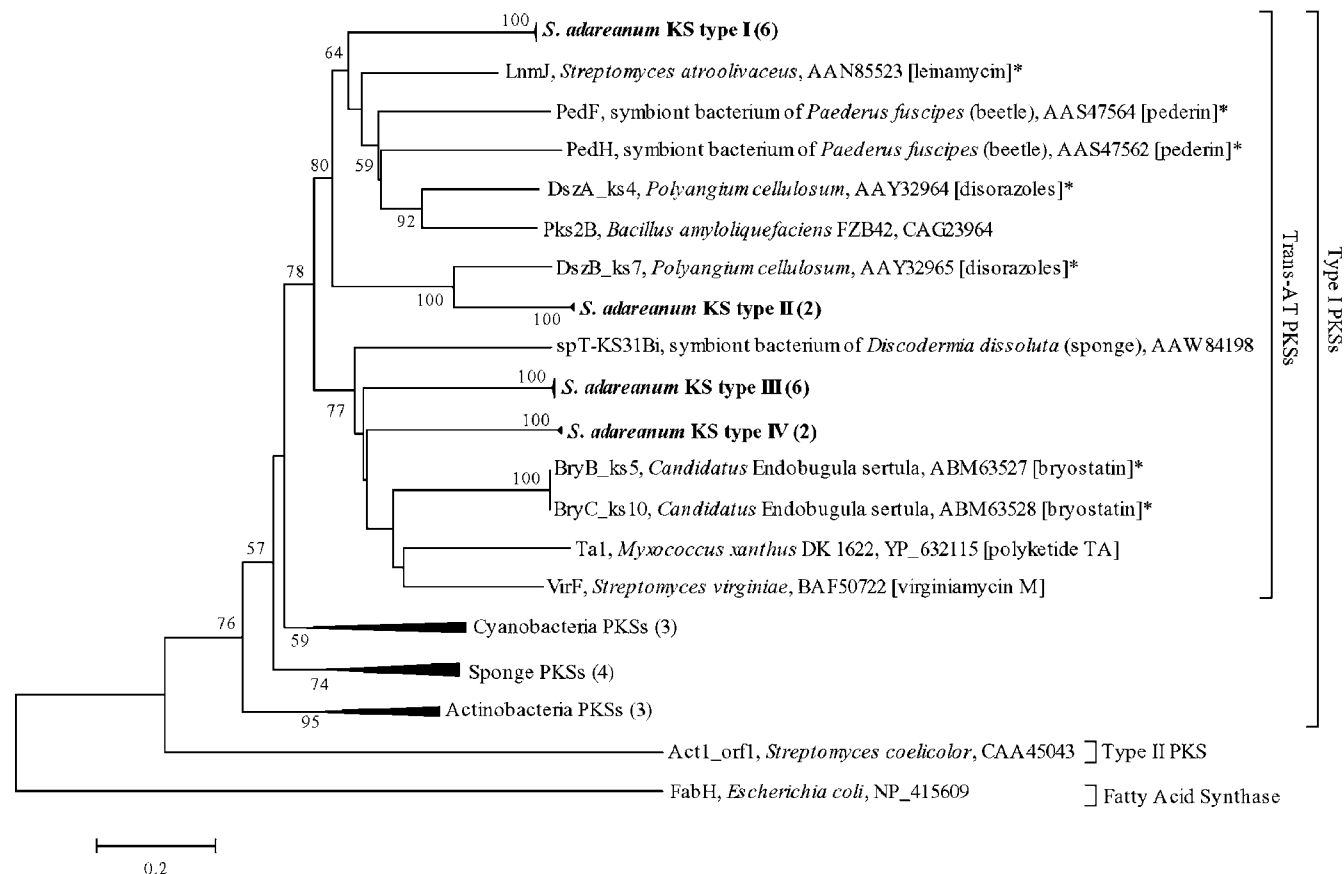 100
S. adareanum KS type I (6)
64
LnmJ, Streptomyces atroolivaceus, AAN85523 [leinamycin]*
PedF, symbiont bacterium of Paederus fuscipes (beetle), AAS47564 [pederin]*
59
PedH, symbiont bacterium of Paederus fuscipes (beetle), AAS47562 [pederin]*
80
DszA_ks4, Polyangium cellulosum, AAY32964 [disorazoles]*
92
Pks2B, Bacillus amyloliquefaciens FZB42, CAG23964
78
DszB_ks7, Polyangium cellulosum, AAY32965 [disorazoles]*
100
100
S. adareanum KS type II (2)
spT-KS31Bi, symbiont bacterium of Discodermia dissoluta (sponge), AAW84198
100
S. adareanum KS type III (6)
77
100
S. adareanum KS type IV (2)
BryB_ks5, Candidatus Endobugula sertula, ABM63527 [bryostatin]*
100
BryC_ks10, Candidatus Endobugula sertula, ABM63528 [bryostatin]*
57
Ta1, Myxococcus xanthus DK 1622, YP_632115 [polyketide TA]
VirF, Streptomyces virginiae, BAF50722 [virginiamycin M]
76
59
Cyanobacteria PKSs (3)
74
Sponge PKSs (4)
95
Actinobacteria PKSs (3)
Trans-AT PKSs
Type I PKSs
Act1_orf1, Streptomyces coelicolor, CAA45043
Type II PKS
FabH, Escherichia coli, NP_415609
Fatty Acid Synthase
0.2